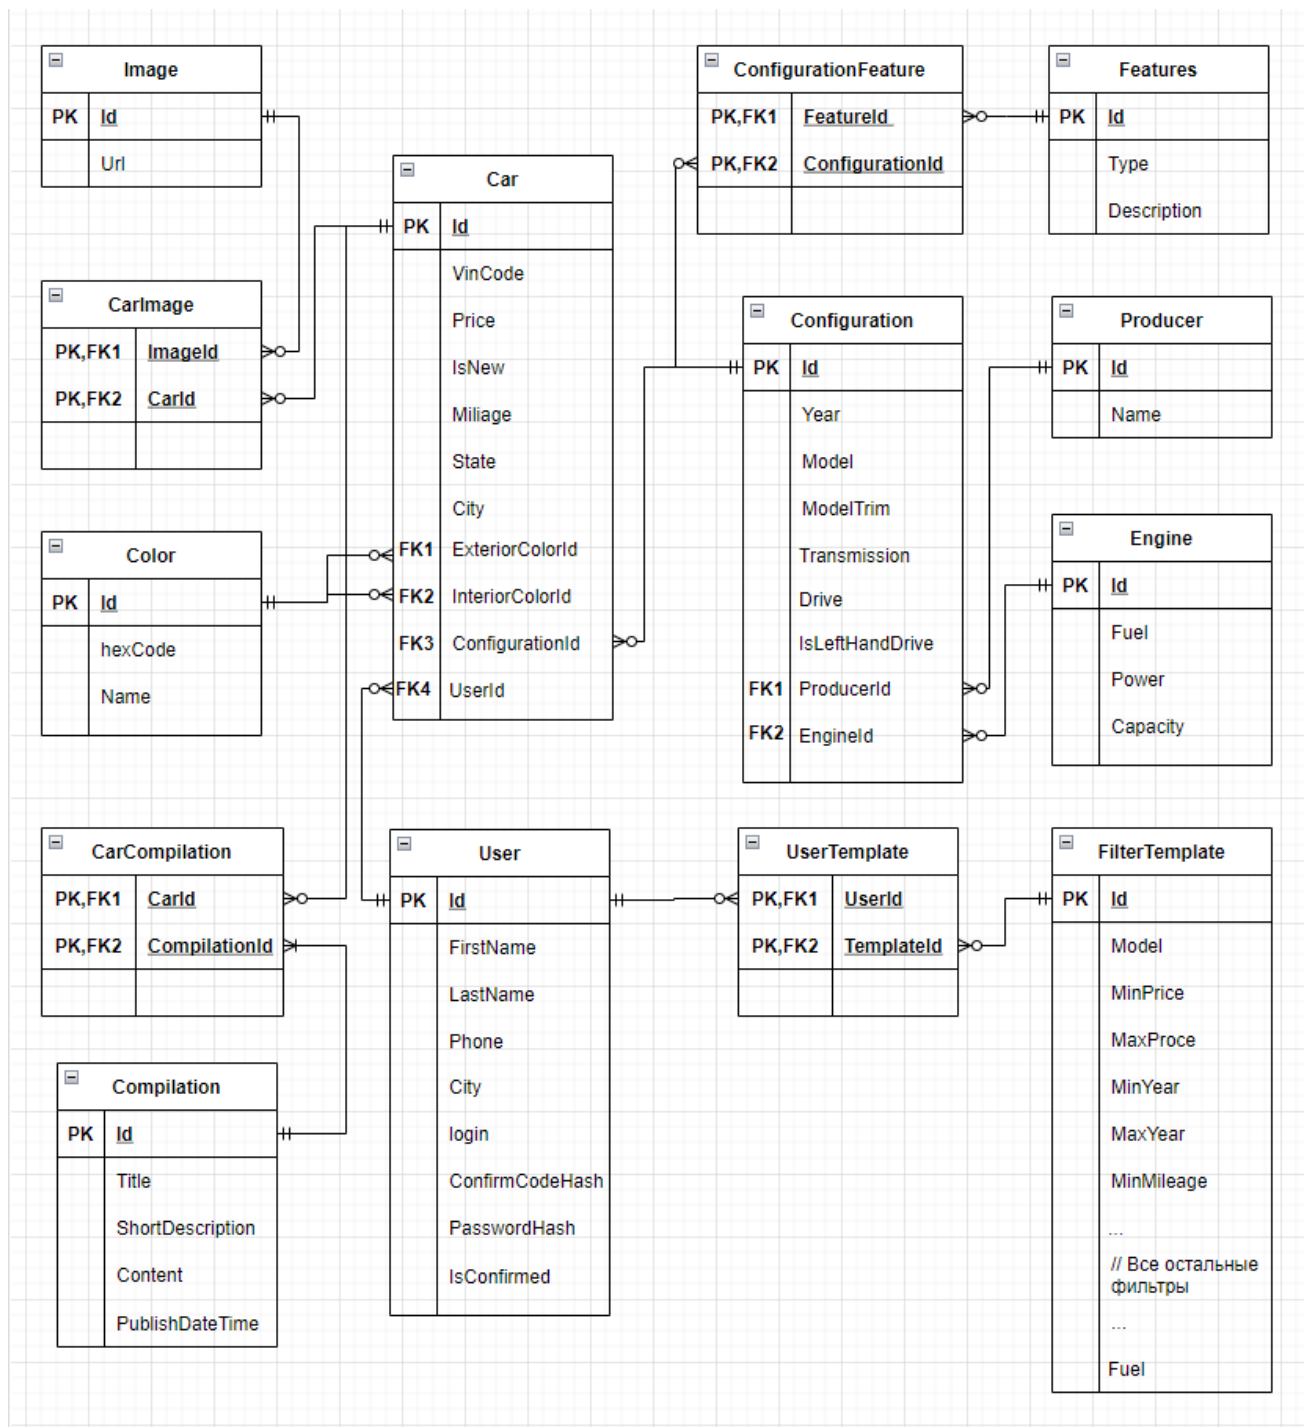 Image
PK Id
Url
CarImage
PK,FK1 ImageId
PK,FK2 CarId
Color
PK Id
hexCode
Name
CarCompilation
PK,FK1 CarId
PK,FK2 CompilationId
Compilation
PK Id
Title
ShortDescription
Content
PublishDateTime
Car
PK Id
VinCode
Price
IsNew
Miliage
State
City
FK1 ExteriorColorId
FK2 InteriorColorId
FK3 ConfigurationId
FK4 UserId
User
PK Id
FirstName
LastName
Phone
City
login
ConfirmCodeHash
PasswordHash
IsConfirmed
ConfigurationFeature
PK,FK1 FeatureId
PK,FK2 ConfigurationId
Configuration
PK Id
Year
Model
ModelTrim
Transmission
Drive
IsLeftHandDrive
FK1 ProducerId
FK2 EngineId
UserTemplate
PK,FK1 UserId
PK,FK2 TemplateId
Features
PK Id
Type
Description
Producer
PK Id
Name
Engine
PK Id
Fuel
Power
Capacity
FilterTemplate
PK Id
Model
MinPrice
MaxProce
MinYear
MaxYear
MinMileage
...
// Все остальные
фильтры
...
Fuel